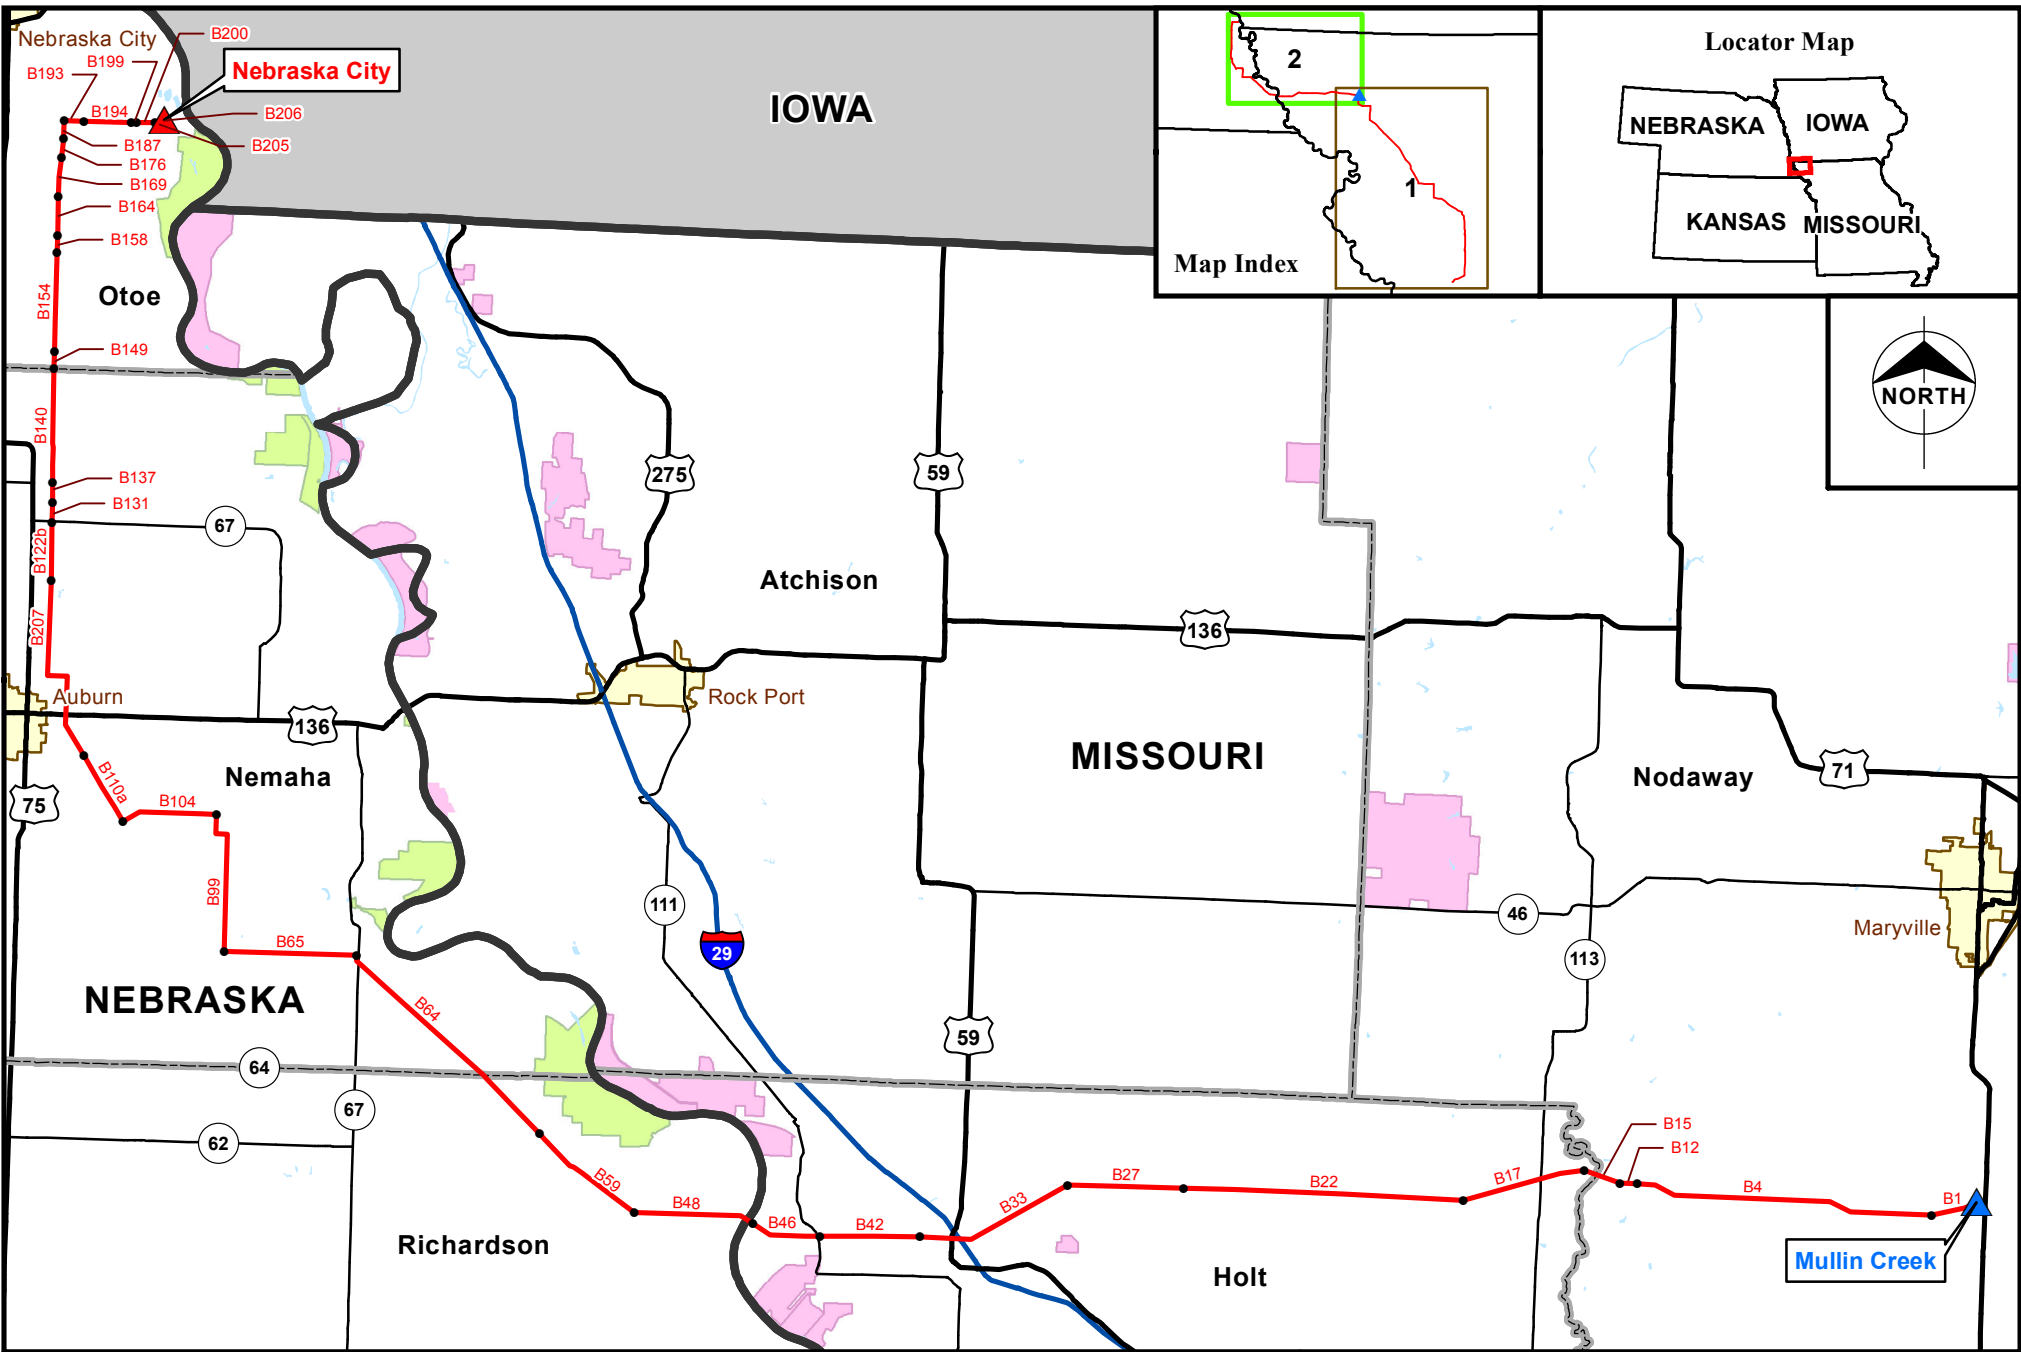 Nebraska City
B200
B199
B193
Nebraska City
B194
B206
B187
B205
B176
B169
B164
B158
IOWA
2
1
Map Index
Locator Map
NEBRASKA
IOWA
KANSAS
MISSOURI
NORTH
Otoe
B154
B149
B140
B137
B131
67
B122b
B207
275
59
Atchison
136
Auburn
136
Rock Port
MISSOURI
Nemaha
75
B110a
B104
Nodaway
71
B99
111
46
Maryville
B65
29
113
NEBRASKA
B64
59
64
67
62
B59
B48
B46
B42
B33
B27
B22
B17
B15
B12
B4
B1
Richardson
Holt
Mullin Creek